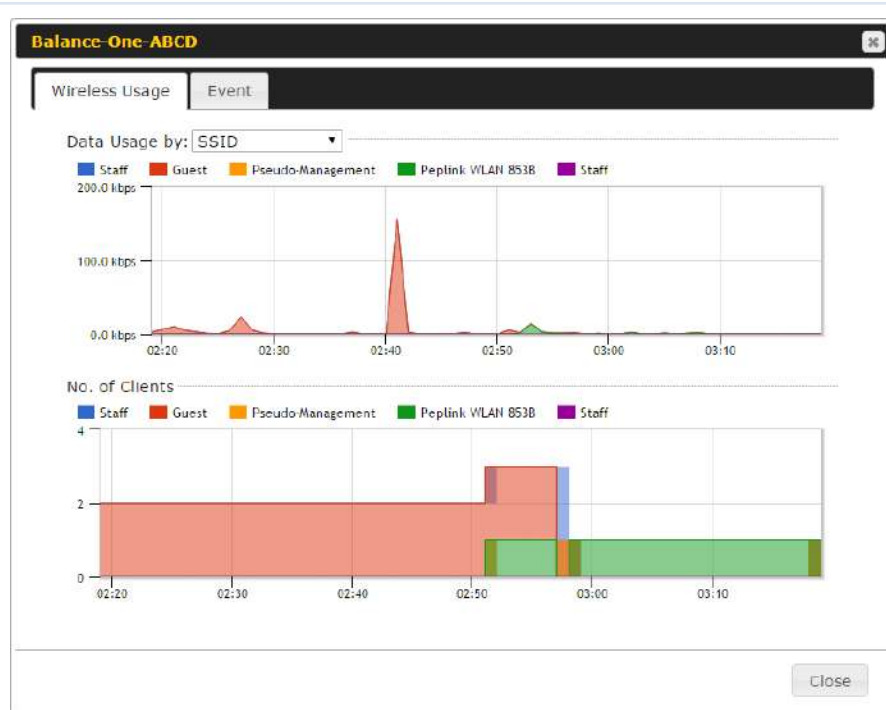 Balance-One-ABCD
Wireless Usage Event
Data Usage by: SSID
Staff Guest Pseudo-Management Peplink WLAN 853B Staff
200.0 kbps
100.0 kbps
0.0 kbps
02:20 02:30 02:40 02:50 03:00 03:10
No. of Clients
Staff Guest Pseudo-Management Peplink WLAN 853B Staff
4
2
0
02:20 02:30 02:40 02:50 03:00 03:10
Close